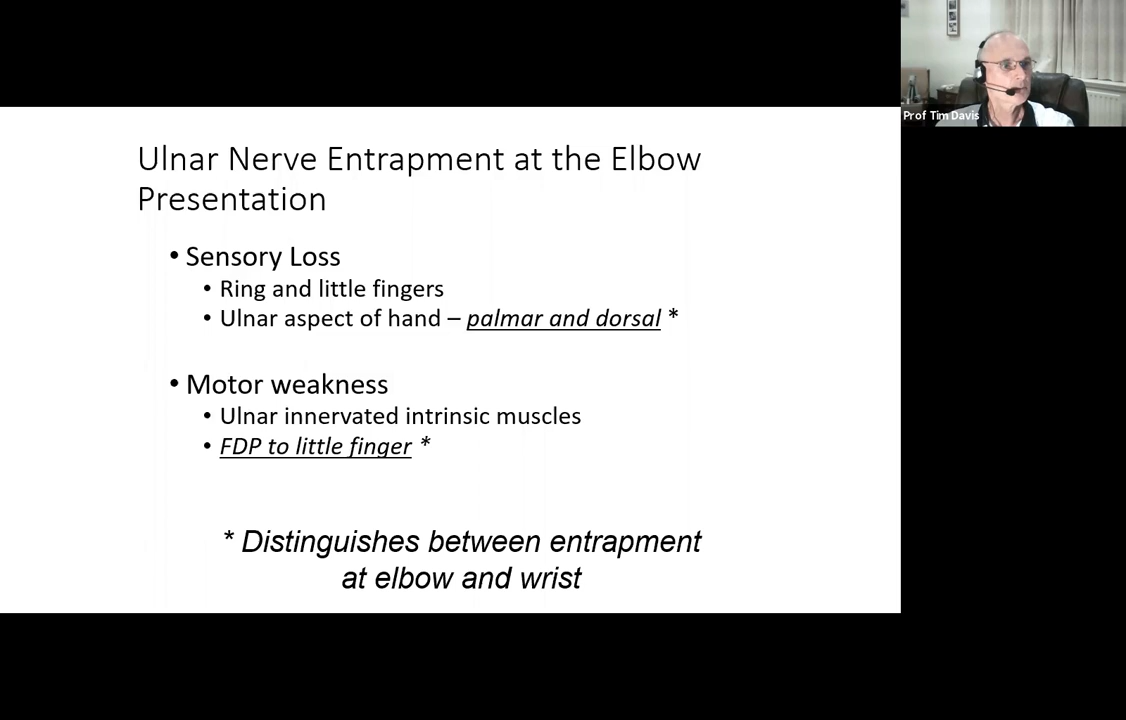 Prof Tim Davis
Ulnar Nerve Entrapment at the Elbow
Presentation
• Sensory Loss
• Ring and little fingers
• Ulnar aspect of hand – palmar and dorsal *
• Motor weakness
• Ulnar innervated intrinsic muscles
• FDP to little finger *
* Distinguishes between entrapment
at elbow and wrist